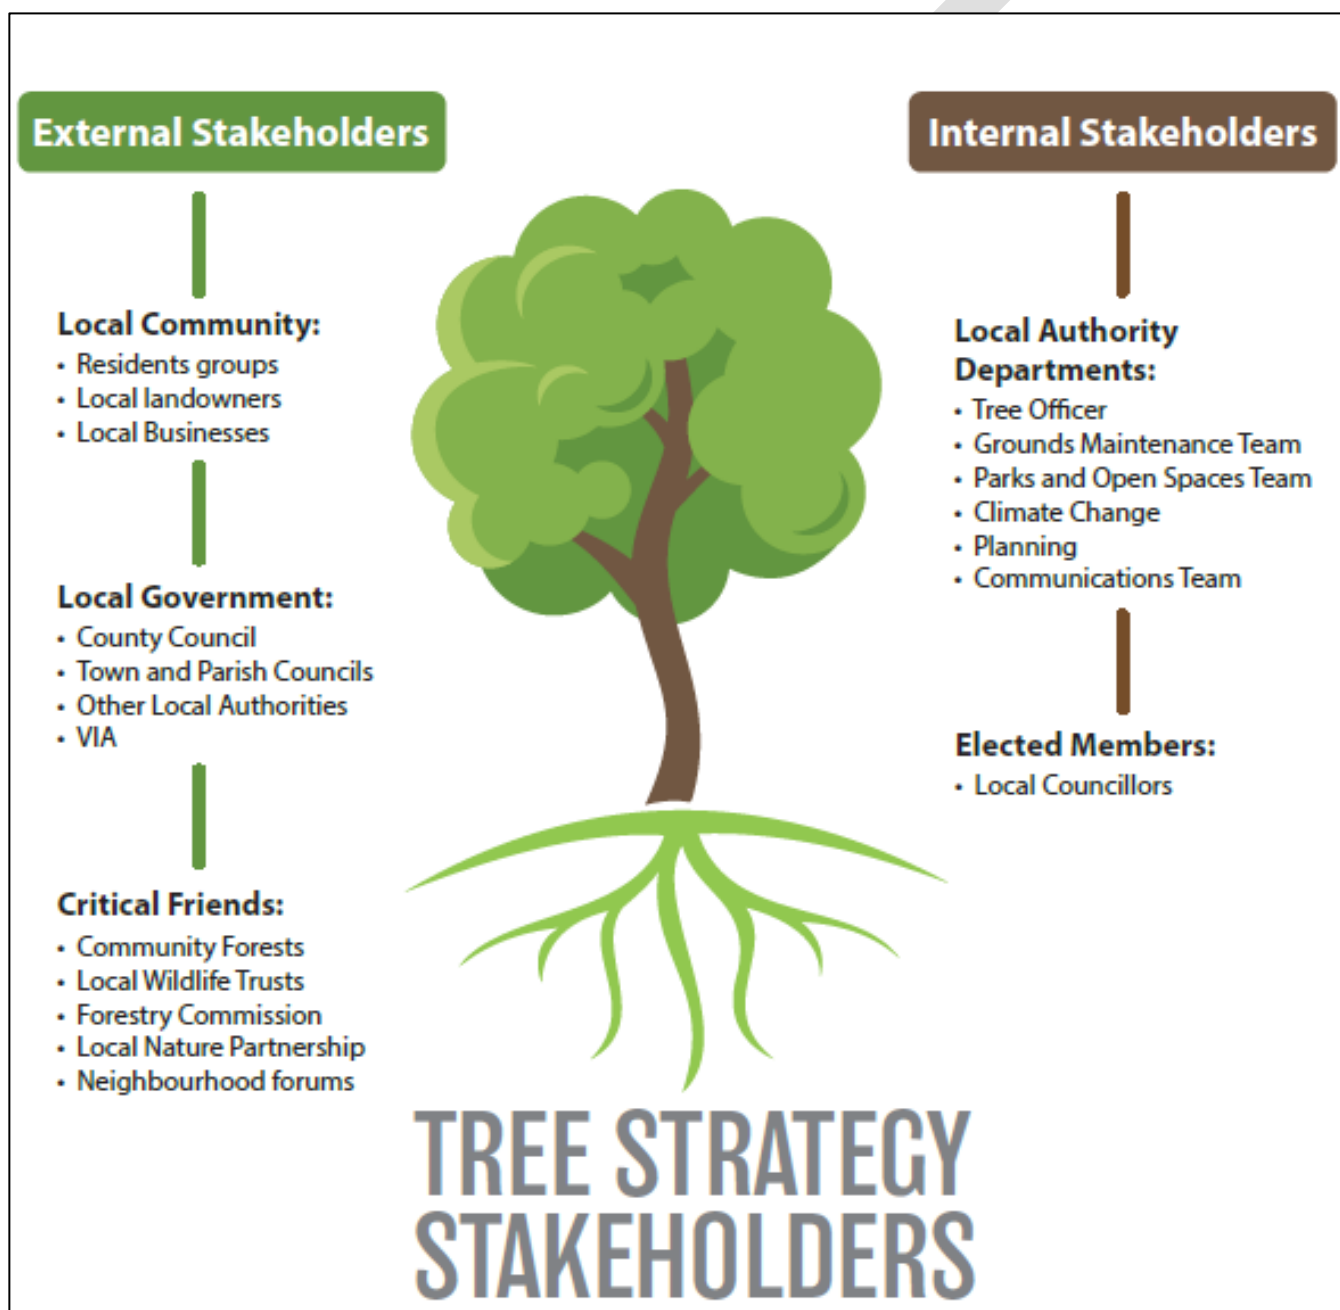 External Stakeholders
Local Community:
• Residents groups
• Local landowners
• Local Businesses
Local Government:
• County Council
• Town and Parish Councils
• Other Local Authorities
• VIA
Critical Friends:
• Community Forests
• Local Wildlife Trusts
• Forestry Commission
• Local Nature Partnership
• Neighbourhood forums
Internal Stakeholders
Local Authority
Departments:
• Tree Officer
• Grounds Maintenance Team
• Parks and Open Spaces Team
• Climate Change
• Planning
• Communications Team
Elected Members:
• Local Councillors
TREE STRATEGY
STAKEHOLDERS